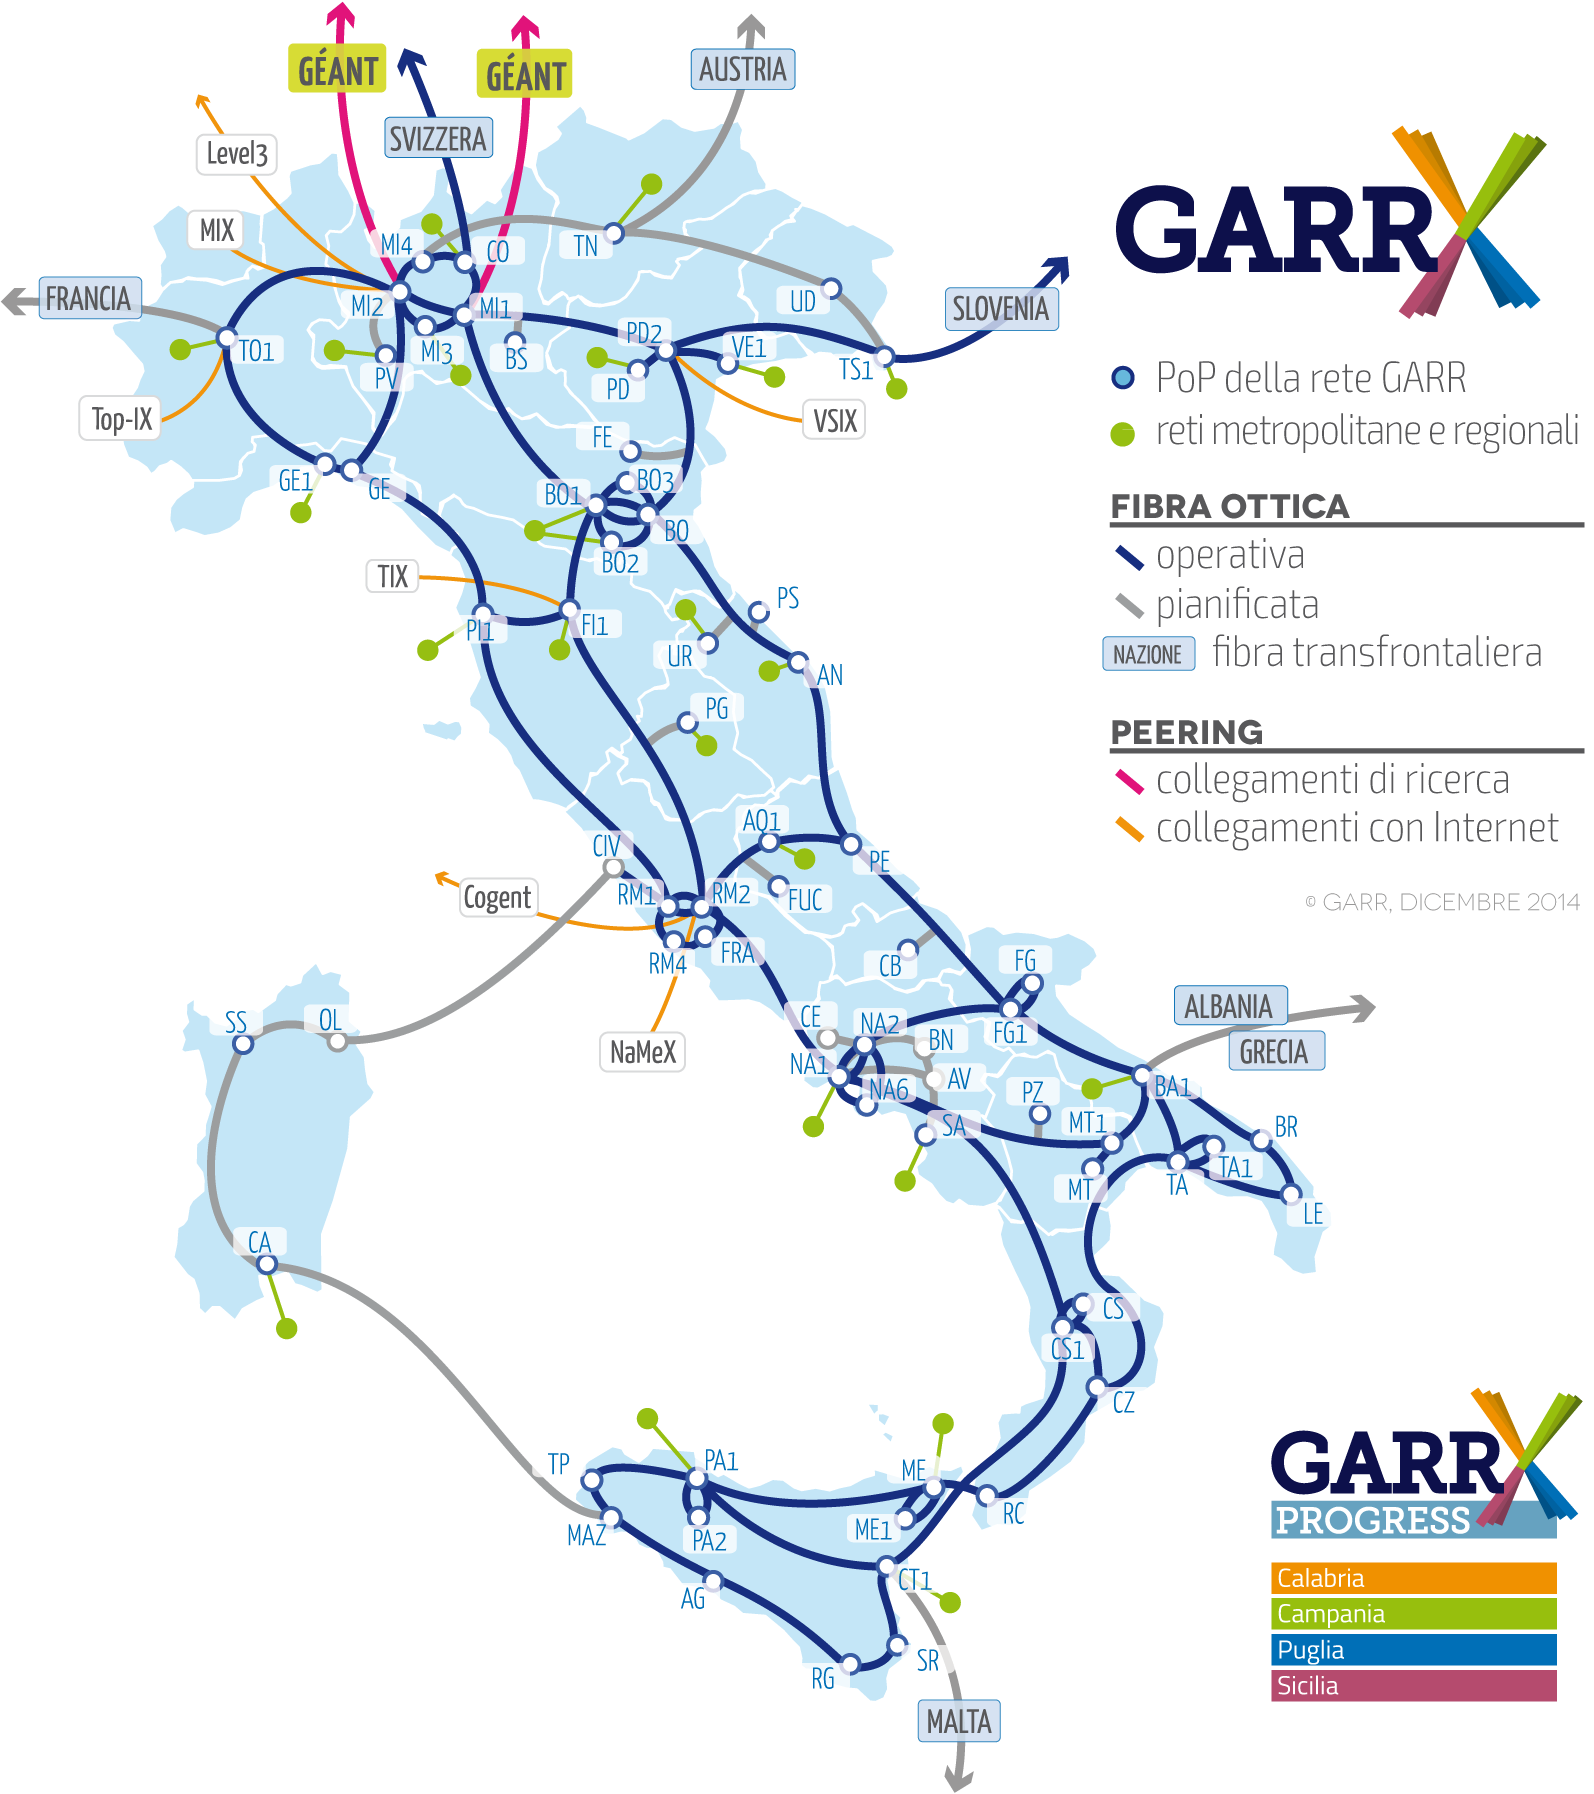 GÉANT
GÉANT
AUSTRIA
SVIZZERA
Level3
MIX
MI4
CO
TN
FRANCIA
MI2
MI1
UD
SLOVENIA
TO1
MI3
BS
PD2
VE1
TS1
PV
PD
Top-IX
VSIX
FE
GE1
GE
BO1
BO3
BO
BO2
TIX
PI1
FI1
PS
UR
AN
PG
AQ1
CIV
PE
Cogent
RM1
RM2
FUC
RM4
FRA
CB
FG
NaMeX
CE
NA2
FG1
BN
NA1
AV
NA6
PZ
SA
MT1
BA1
ALBANIA
GRECIA
BR
MT
TA
TA1
LE
SS
OL
CA
CS
CS1
CZ
TP
PA1
ME
MAZ
PA2
ME1
RC
AG
CT1
RG
SR
MALTA
GARR
PoP della rete GARR
reti metropolitane e regionali
FIBRA OTTICA
operativa
pianificata
NAZIONE fibra transfrontaliera
PEERING
collegamenti di ricerca
collegamenti con Internet
© GARR, DICEMBRE 2014
GARR
PROGRESS
Calabria
Campania
Puglia
Sicilia